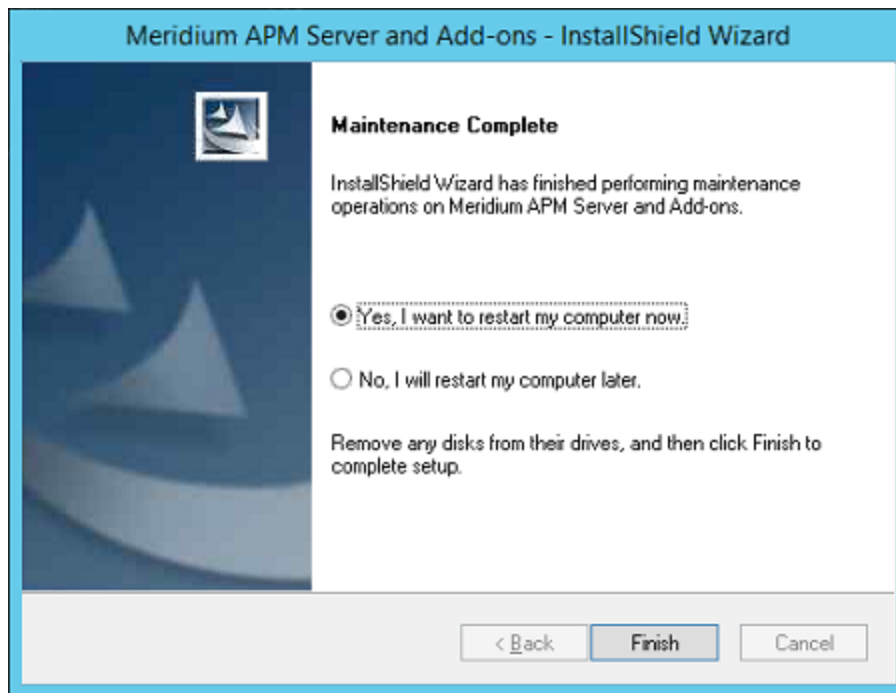 Meridium APM Server and Add-ons - InstallShield Wizard
Maintenance Complete
InstallShield Wizard has finished performing maintenance
operations on Meridium APM Server and Add-ons.
Yes, I want to restart my computer now.
No, I will restart my computer later.
Remove any disks from their drives, and then click Finish to
complete setup.
< Back Finish Cancel